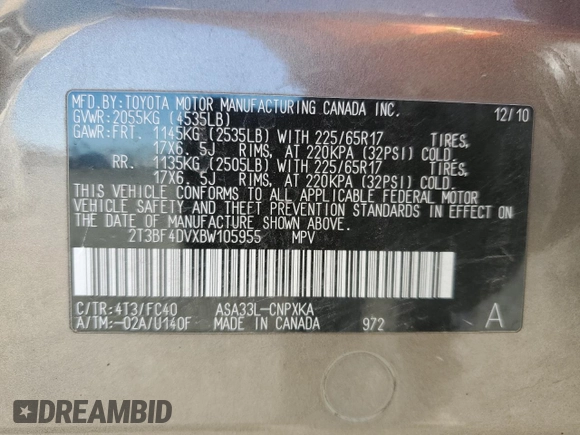 MFD.BY:TOYOTA MOTOR MANUFACTURING CANADA INC.
GVWR:2055KG (4535LB) 12/10
GAWR:FRT. 1145KG (2535LB) WITH 225/65R17 TIRES,
17X6. 5J RIMS, AT 220KPA (32PSI) COLD.
RR. 1135KG (2505LB) WITH 225/65R17 TIRES,
17X6. 5J RIMS, AT 220KPA (32PSI) COLD.
THIS VEHICLE CONFORMS TO ALL APPLICABLE FEDERAL MOTOR
VEHICLE SAFETY AND THEFT PREVENTION STANDARDS IN EFFECT ON
THE DATE OF MANUFACTURE SHOWN ABOVE.
2T3BF4DVXBW105955 MPV
C/TR:4T3/FC40 ASA33L-CNPXKA
A/TM:-02A/U140F MADE IN CANADA 972 A
DREAMBID